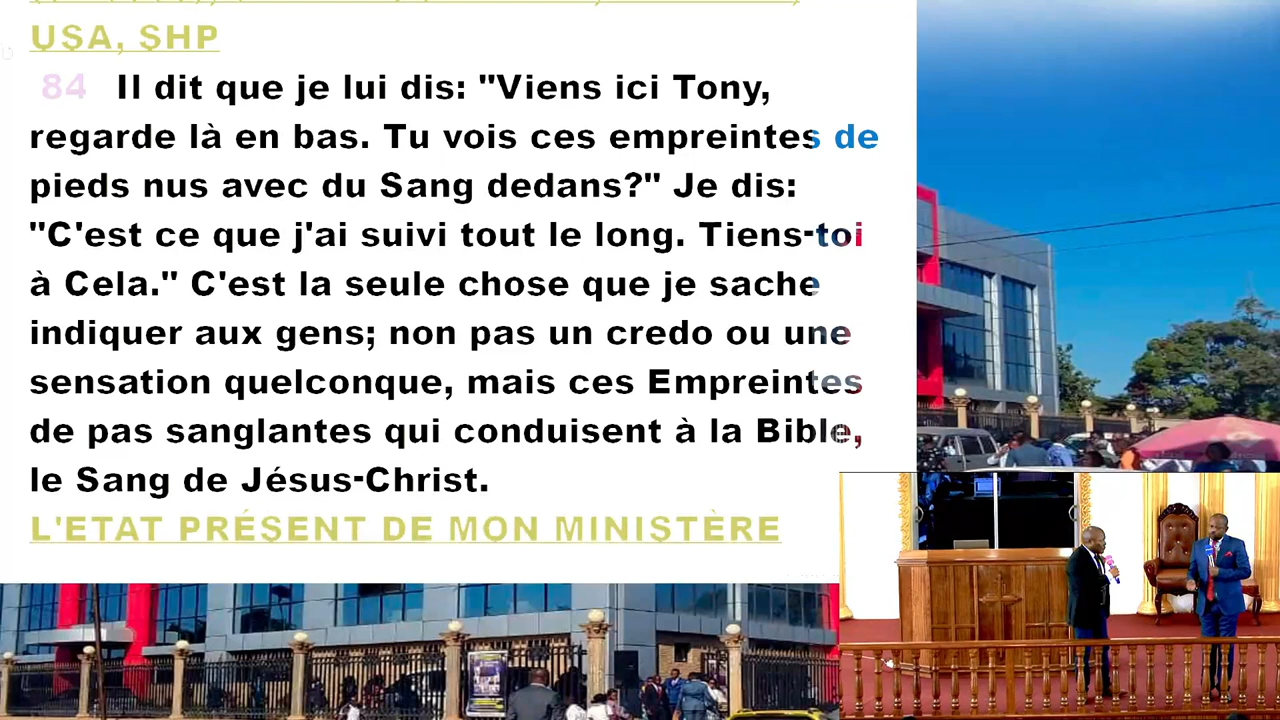 USA, SHP
84 Il dit que je lui dis: "Viens ici Tony,
regarde là en bas. Tu vois ces empreintes de
pieds nus avec du Sang dedans?" Je dis:
"C'est ce que j'ai suivi tout le long. Tiens-toi
à Cela." C'est la seule chose que je sache
indiquer aux gens; non pas un credo ou une
sensation quelconque, mais ces Empreintes
de pas sanglantes qui conduisent à la Bible,
le Sang de Jésus-Christ.
L'ETAT PRÉSENT DE MON MINISTÈRE